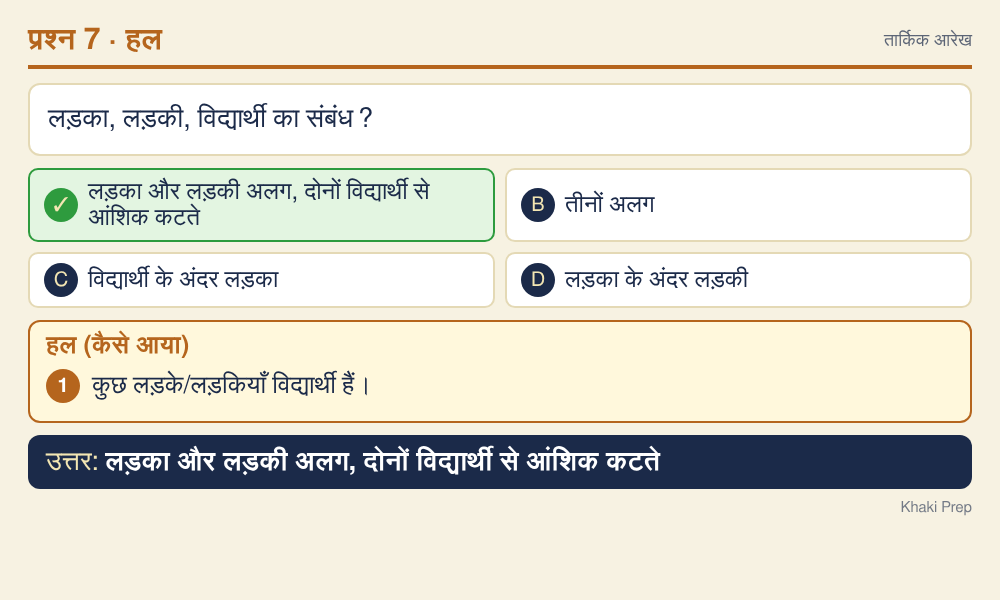 प्रश्न 7 · हल
तार्किक आरेख
लड़का, लड़की, विद्यार्थी का संबंध ?
✓ लड़का और लड़की अलग, दोनों विद्यार्थी से
आंशिक कटते
B तीनों अलग
C विद्यार्थी के अंदर लड़का
D लड़का के अंदर लड़की
हल (कैसे आया)
1 कुछ लड़के/लड़कियाँ विद्यार्थी हैं।
उत्तर: लड़का और लड़की अलग, दोनों विद्यार्थी से आंशिक कटते
Khaki Prep